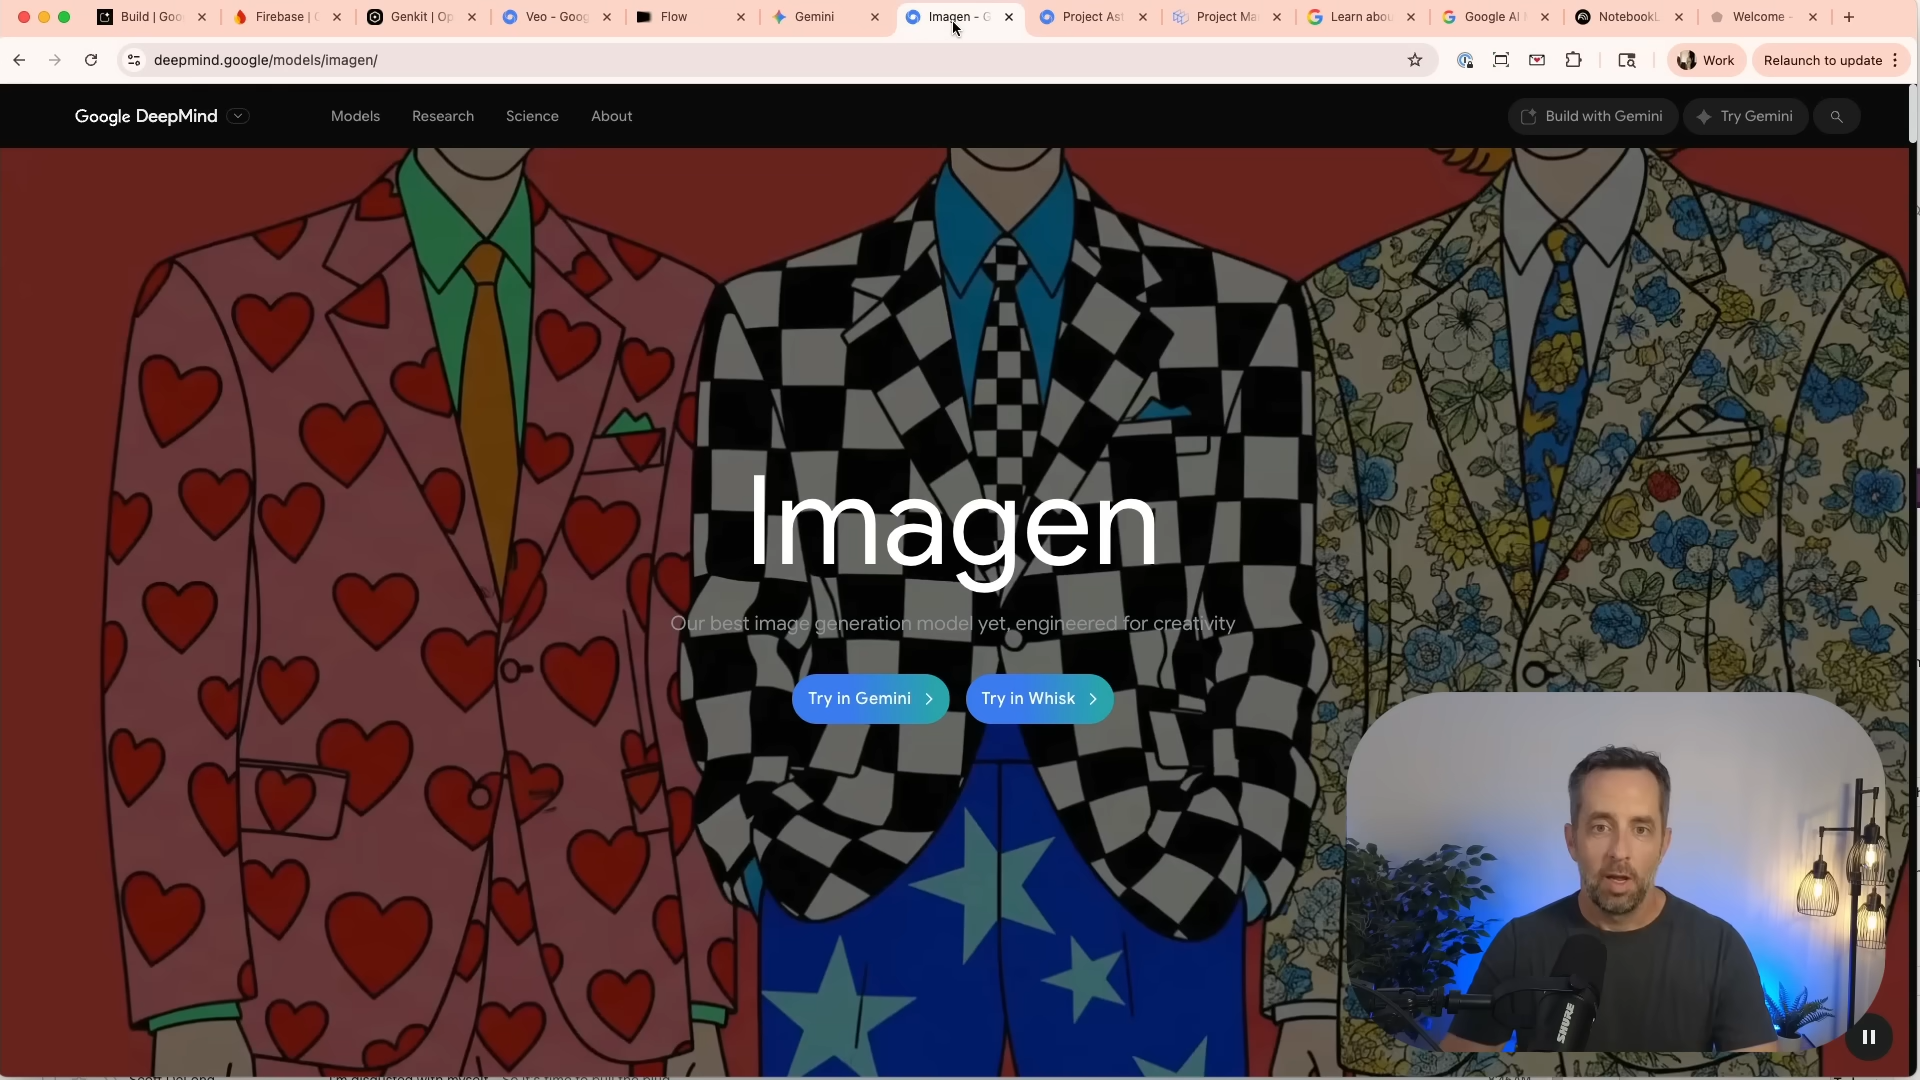 Build | Goo
Firebase | G
Genkit | Op
Veo - Goog
Flow
Gemini
Imagen - G
Project Ast
Project Ma
Learn abou
Google AI
NotebookL
Welcome -
deepmind.google/models/imagen/
Work
Relaunch to update
Google DeepMind
Models
Research
Science
About
Build with Gemini
Try Gemini
Imagen
Our best image generation model yet, engineered for creativity
Try in Gemini
Try in Whisk
SHURE